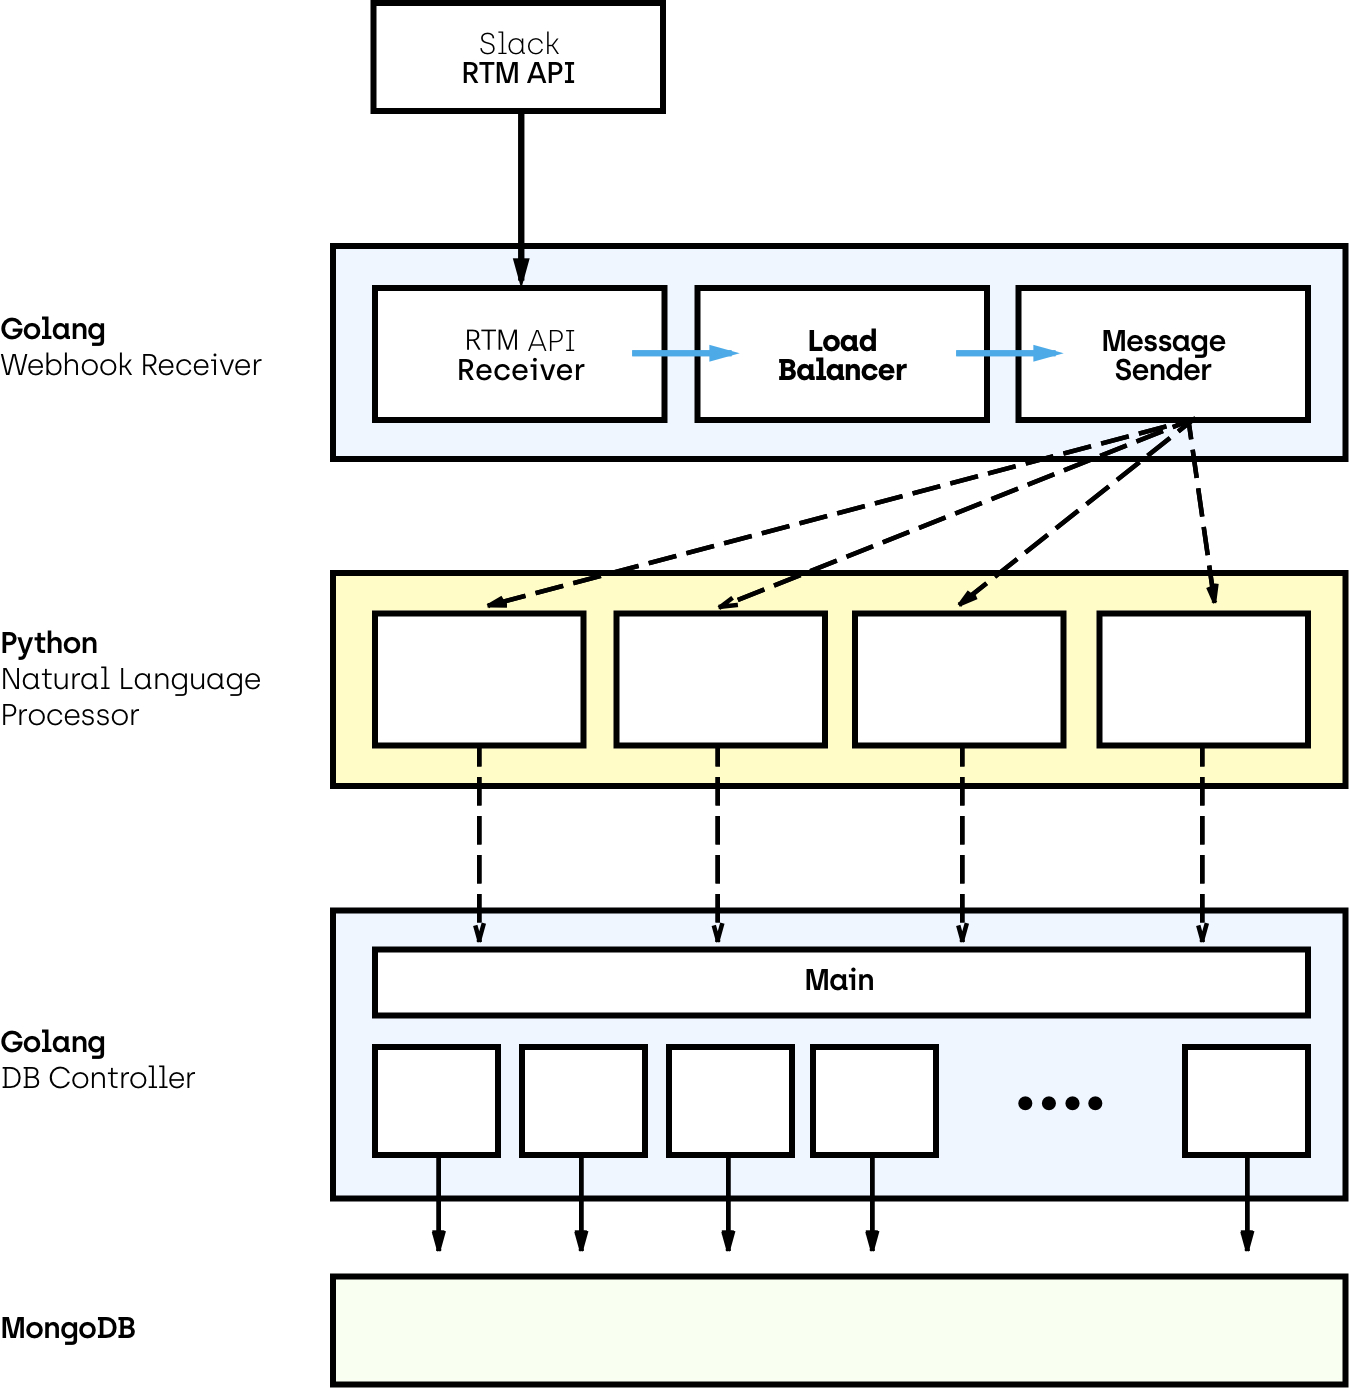 Slack
RTM API
Golang
Webhook Receiver
RTM API
Receiver
Load
Balancer
Message
Sender
Python
Natural Language
Processor
Main
Golang
DB Controller
MongoDB